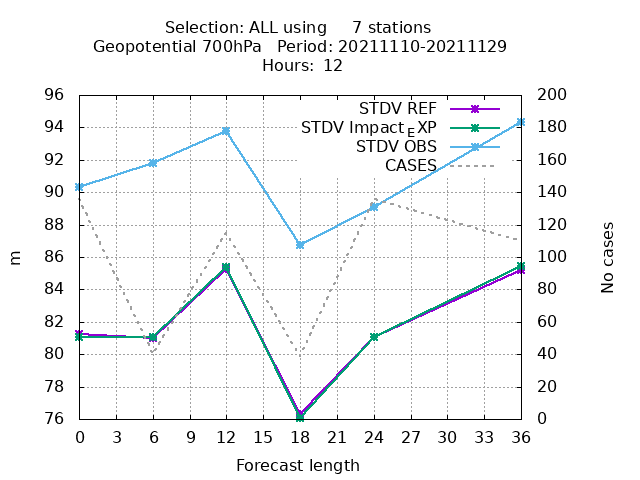 Selection: ALL using     7 stations
Geopotential 700hPa   Period: 20211110-20211129
Hours:  12
STDV REF
STDV Impact_EXP
STDV OBS
CASES
96
94
92
90
88
86
84
82
80
78
76
200
180
160
140
120
100
80
60
40
20
0
m
No cases
0 3 6 9 12 15 18 21 24 27 30 33 36
Forecast length